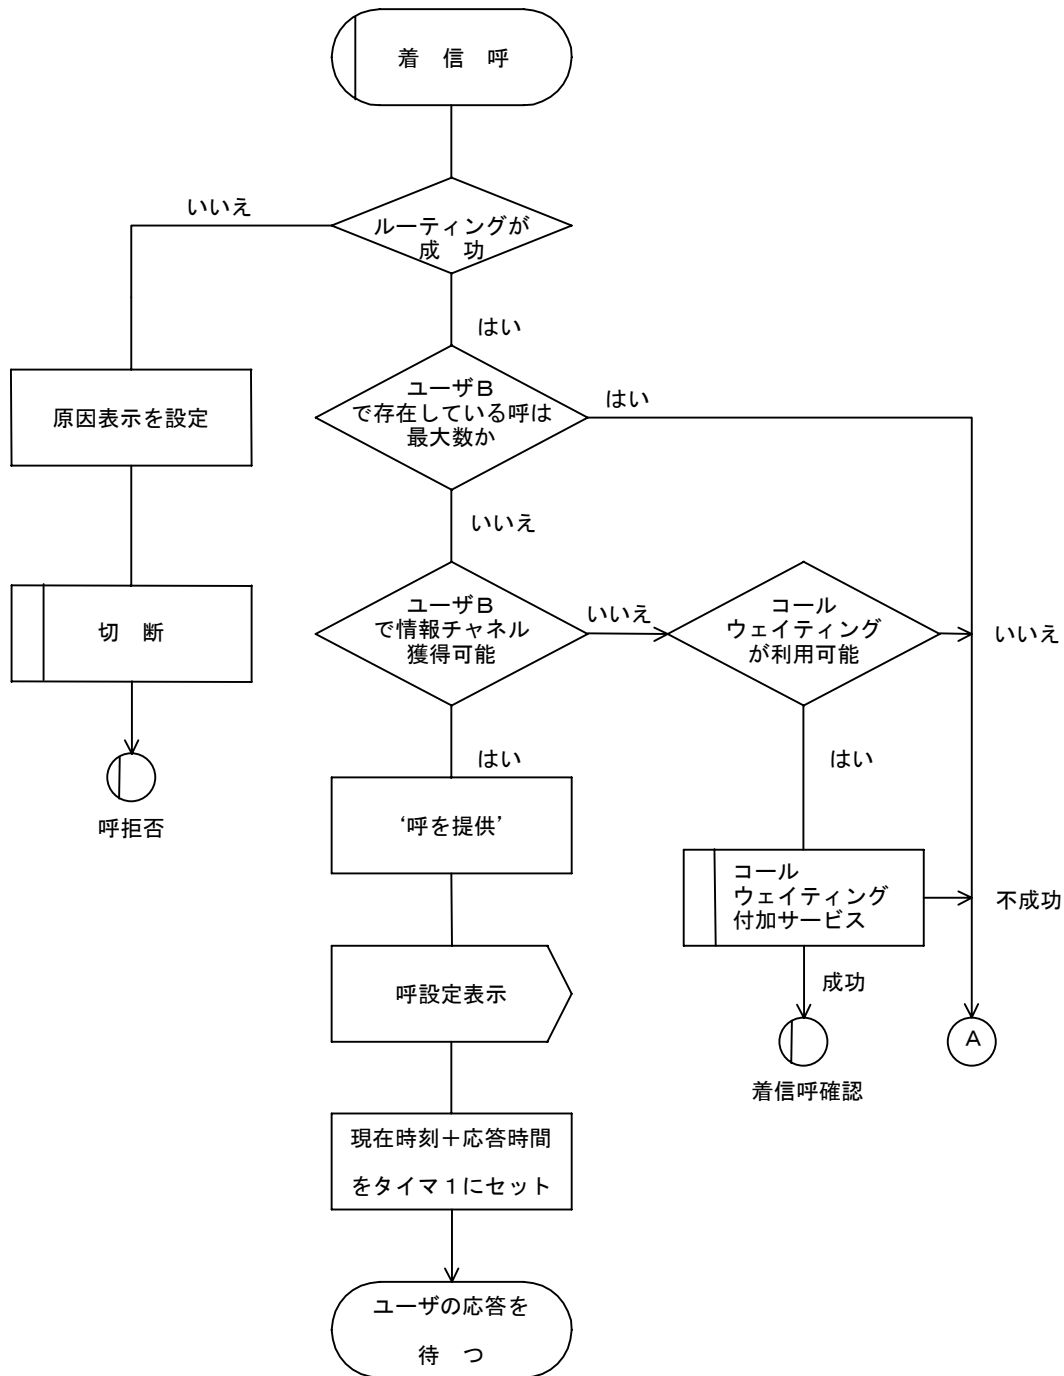 着 信 呼
いいえ
ルーティングが
成 功
はい
ユーザB
で存在している呼は
最大数か
はい
原因表示を設定
いいえ
ユーザB
で情報チャネル
獲得可能
いいえ
コール
ウェイティング
が利用可能
いいえ
切 断
はい
はい
呼拒否
‘呼を提供’
コール
ウェイティング
付加サービス
不成功
成功
呼設定表示
A
着信呼確認
現在時刻+応答時間
をタイマ1にセット
ユーザの応答を
待 つ